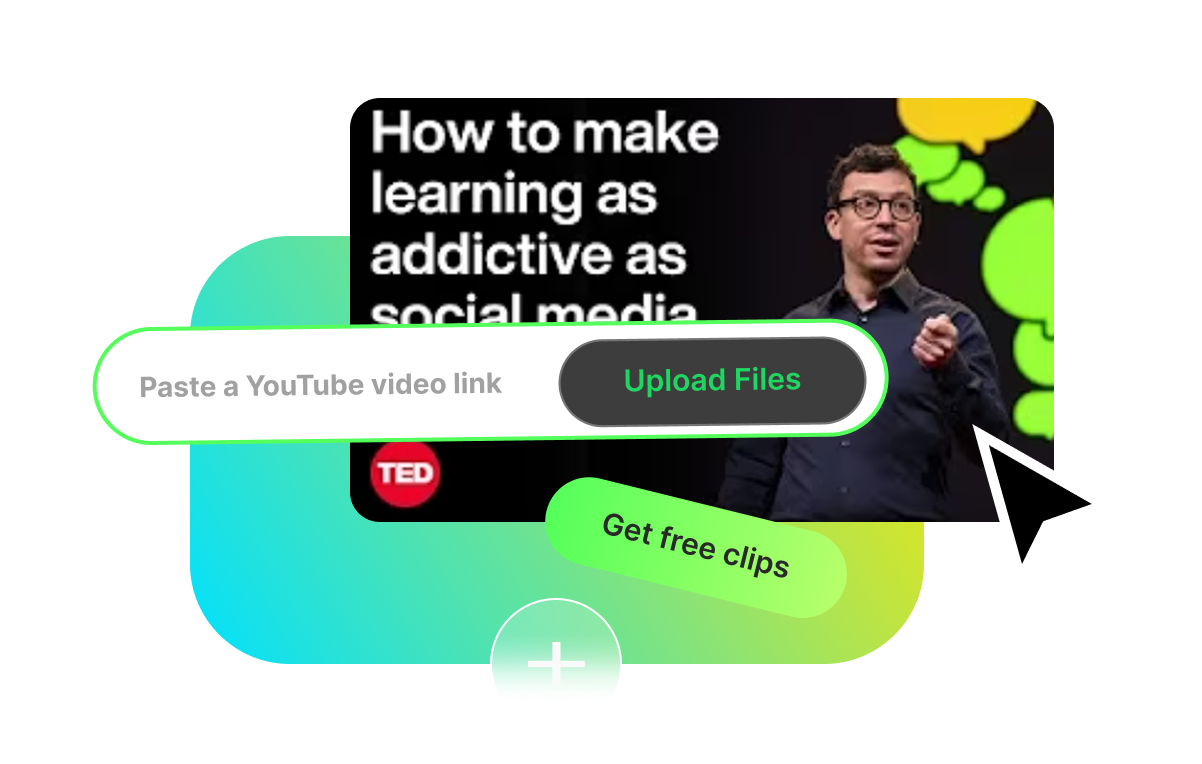 How to make
learning as
addictive as
social media
Paste a YouTube video link
Upload Files
TED
Get free clips